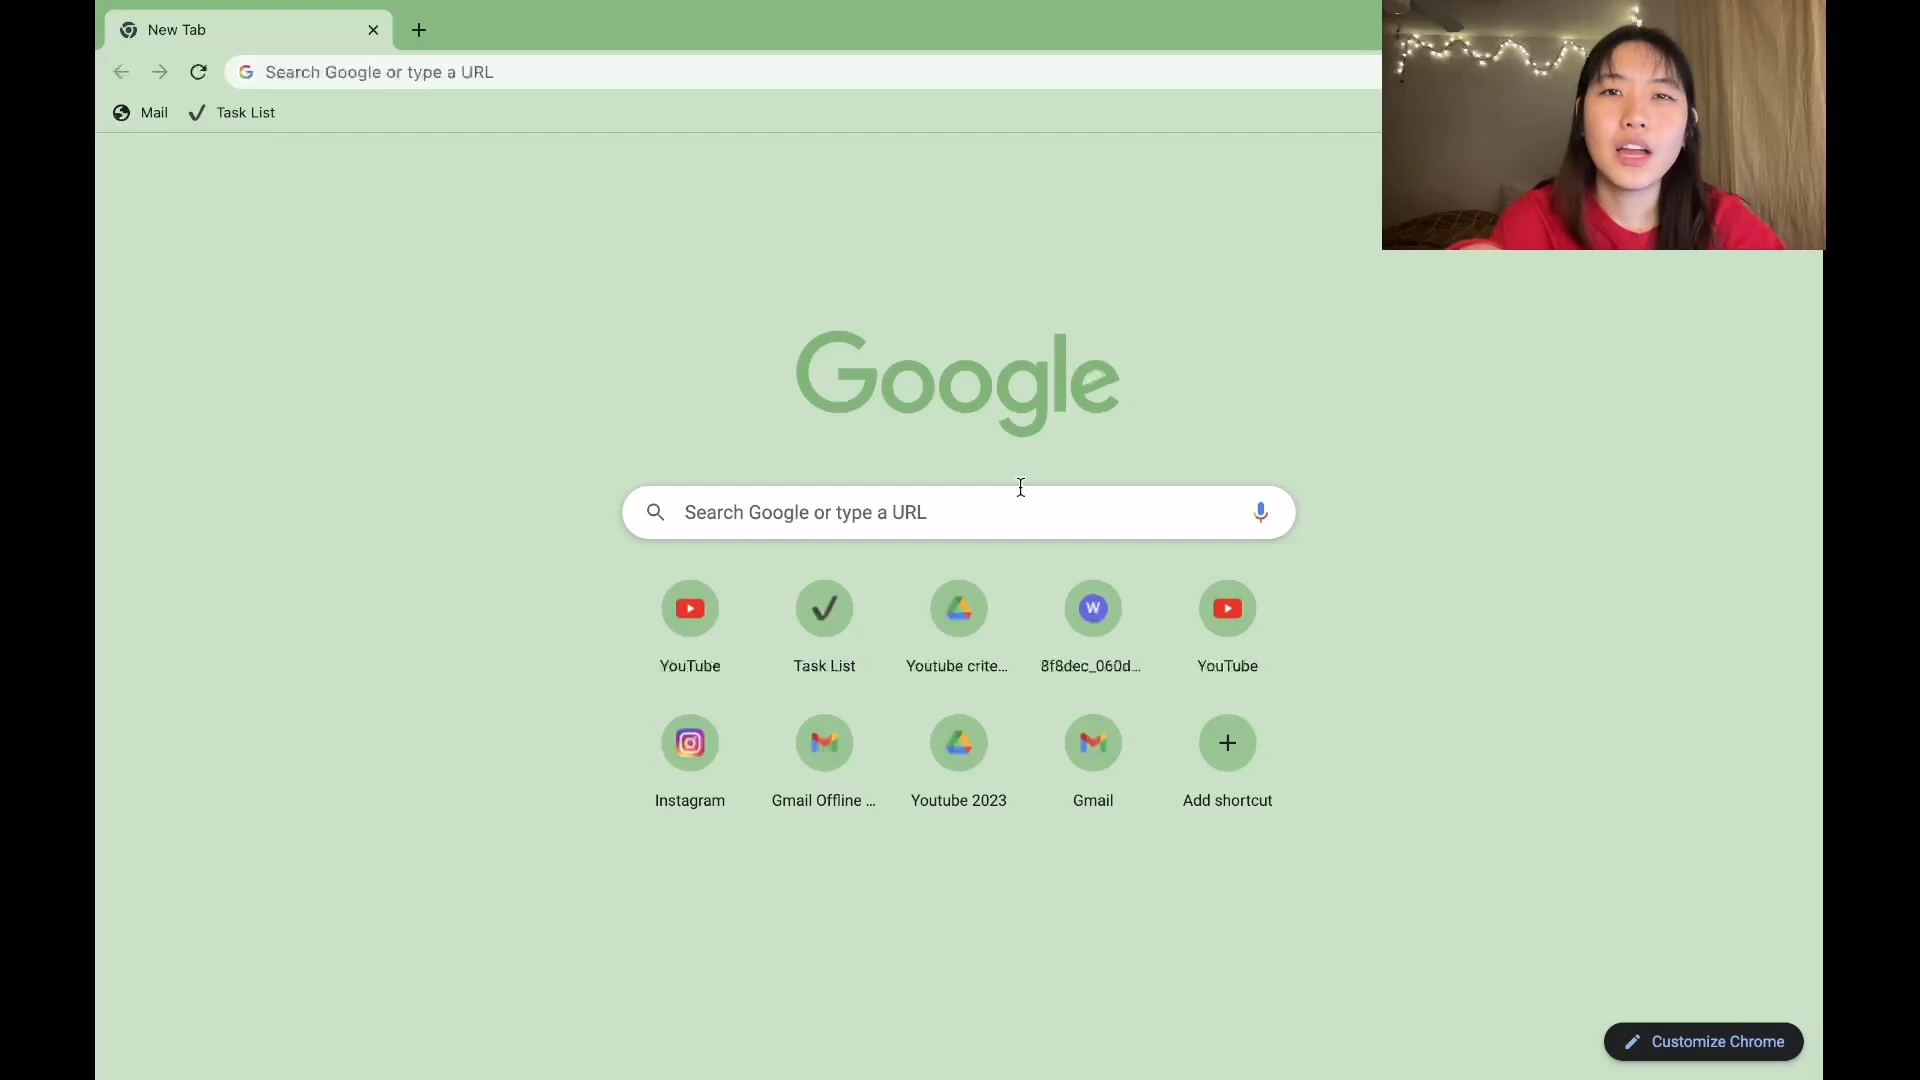 New Tab
Search Google or type a URL
Mail
Task List
Google
Search Google or type a URL
YouTube
Task List
Youtube crite...
W
8f8dec_060d...
YouTube
Instagram
Gmail Offline ...
Youtube 2023
Gmail
Add shortcut
Customize Chrome